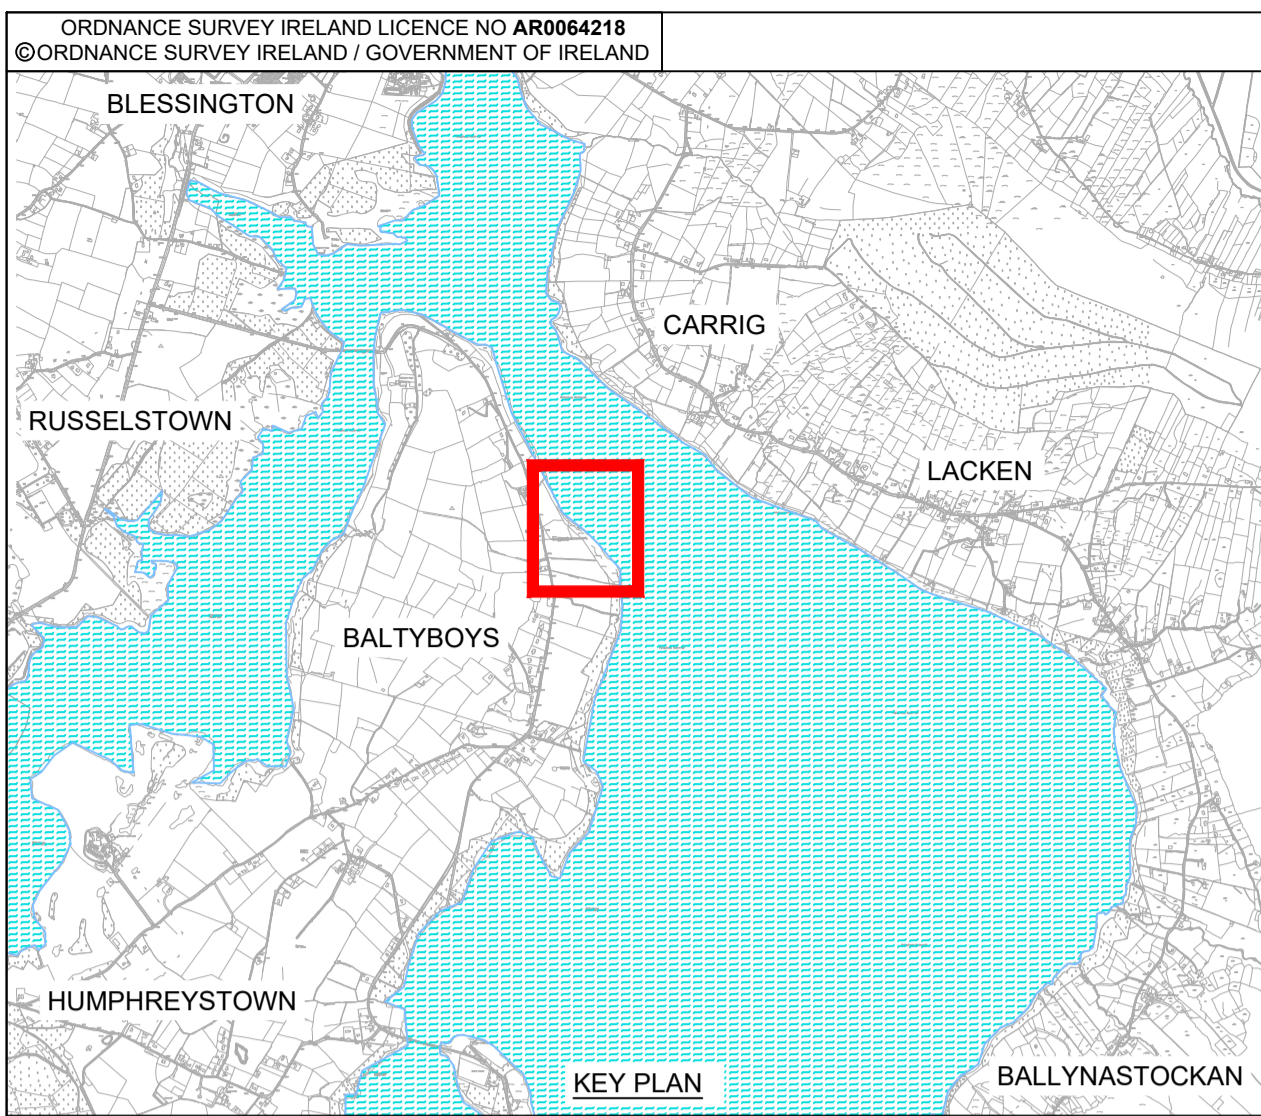 ORDNANCE SURVEY IRELAND LICENCE NO AR0064218
©ORDNANCE SURVEY IRELAND / GOVERNMENT OF IRELAND
BLESSINGTON
CARRIG
RUSSELSTOWN
LACKEN
BALTYBOYS
HUMPHREYSTOWN
KEY PLAN
BALLYNASTOCKAN